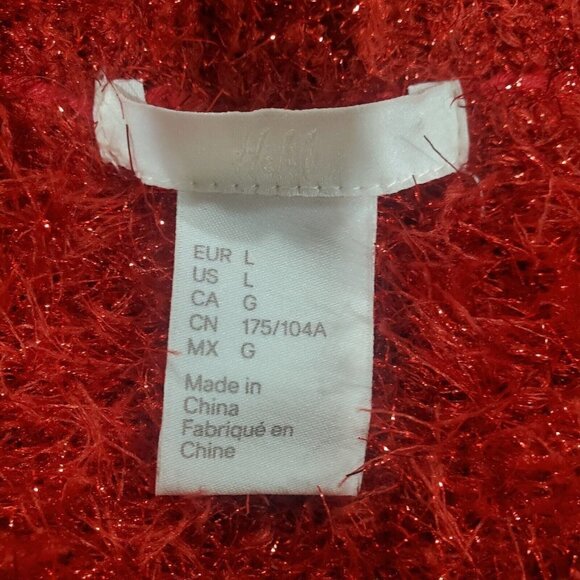 H&M
EUR L
US L
CA G
CN 175/104A
MX G
Made in
China
Fabriqué en
Chine